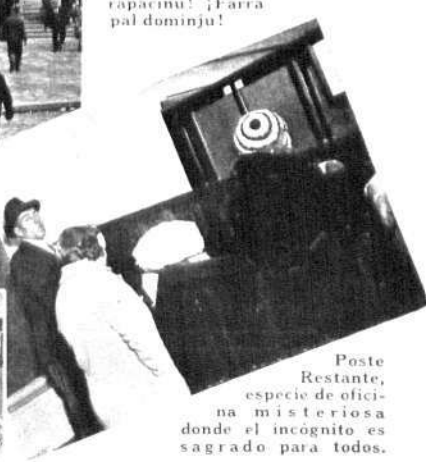 rapacinu! ¡Farra
pal dominju!
Poste
Restante,
especie de ofici-
na misteriosa
donde el incógnito es
sagrado para todos.